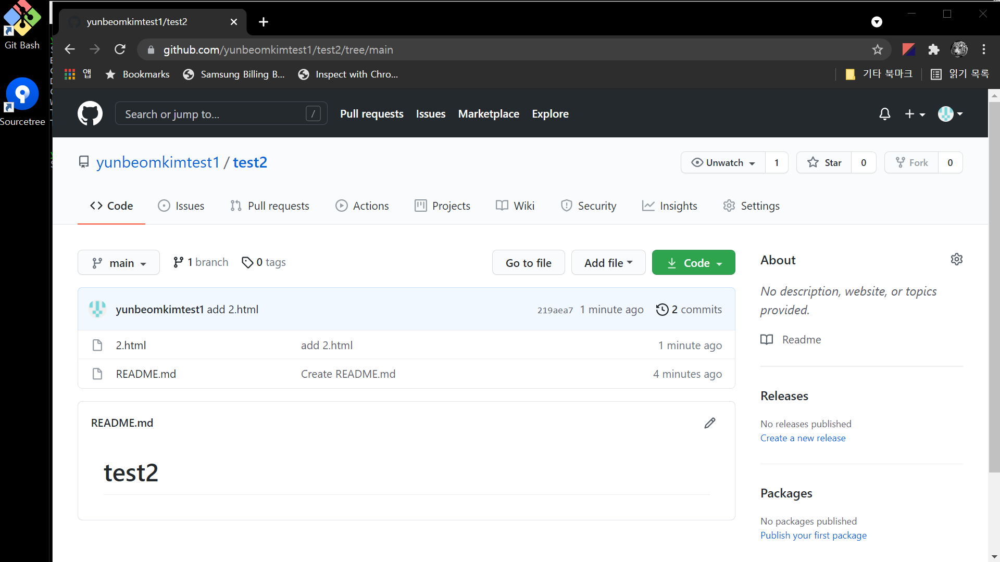 Git Bash
Sourcetree
yunbeomkimtest1/test2
github.com/yunbeomkimtest1/test2/tree/main
앱
Bookmarks
Samsung Billing B...
Inspect with Chro...
기타 북마크
읽기 목록
Search or jump to...
/
Pull requests
Issues
Marketplace
Explore
yunbeomkimtest1 / test2
Unwatch
1
Star
0
Fork
0
Code
Issues
Pull requests
Actions
Projects
Wiki
Security
Insights
Settings
main
1 branch
0 tags
Go to file
Add file
Code
yunbeomkimtest1 add 2.html
219aea7
1 minute ago
2 commits
2.html
add 2.html
1 minute ago
README.md
Create README.md
4 minutes ago
README.md
test2
About
No description, website, or topics
provided.
Readme
Releases
No releases published
Create a new release
Packages
No packages published
Publish your first package